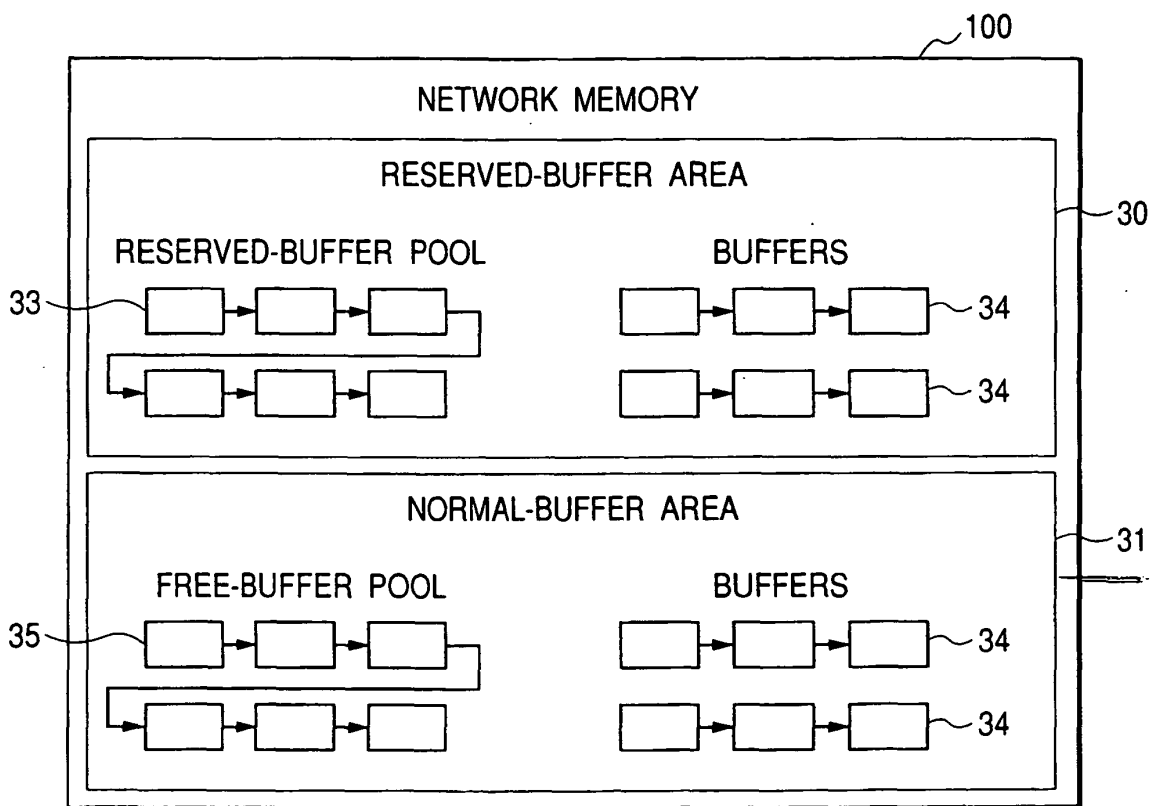 100
NETWORK MEMORY
RESERVED-BUFFER AREA
30
RESERVED-BUFFER POOL
BUFFERS
33
34
34
NORMAL-BUFFER AREA
31
FREE-BUFFER POOL
BUFFERS
35
34
34